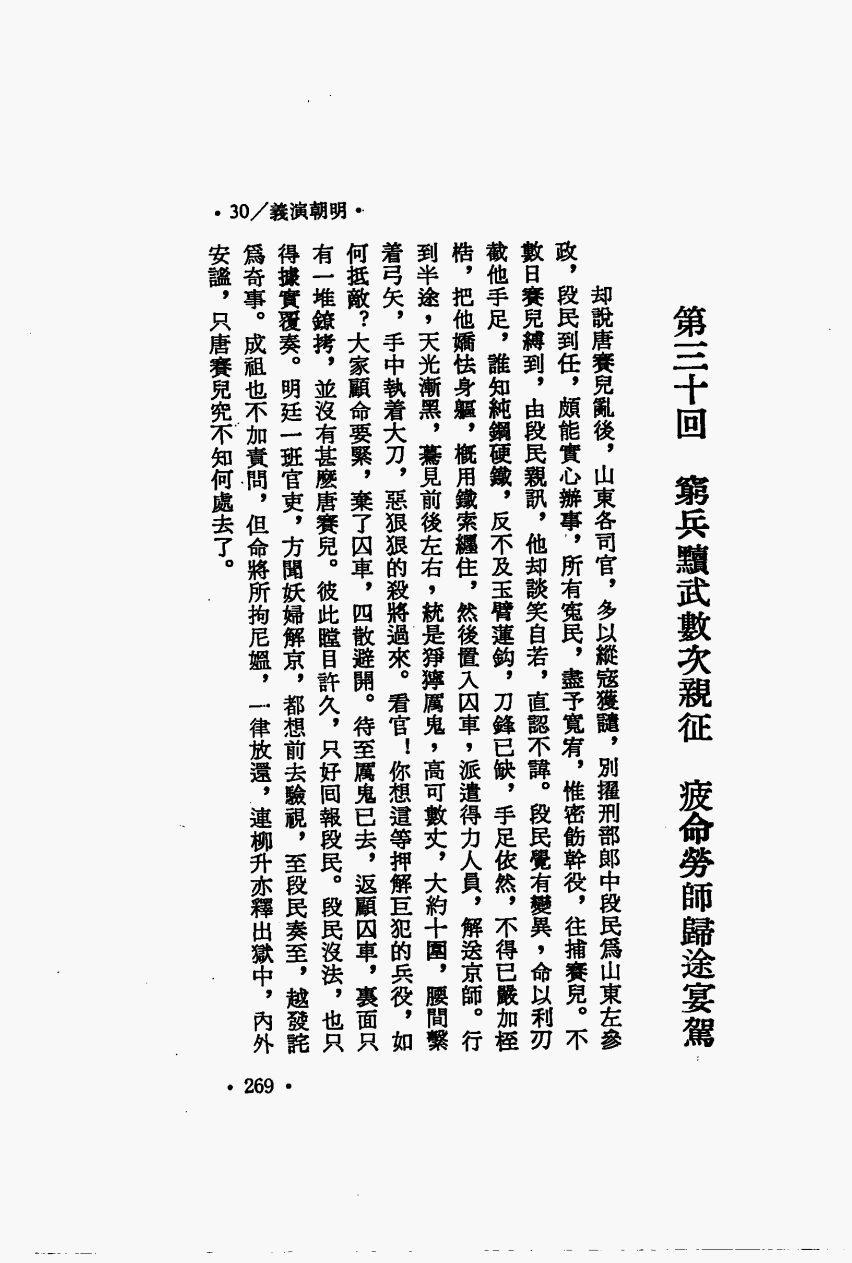 ・30/義演朝明・
第三十回　窮兵黷武數次親征　疲命勞師歸途宴駕
却說唐賽兒亂後，山東各司官，多以縱寇獲譴，別擢刑部郎中段民爲山東左參
政，段民到任，頗能實心辦事，所有寃民，盡予寬宥，惟密飭幹役，往捕賽兒。不
數日賽兒縛到，由段民親訊，他却談笑自若，直認不諱。段民覺有變異，命以利刃
截他手足，誰知純鋼硬鐵，反不及玉臂蓮鈎，刀鋒已缺，手足依然，不得已嚴加桎
梏，把他嬌怯身軀，概用鐵索纒住，然後置入囚車，派遣得力人員，解送京師。行
到半途，天光漸黑，驀見前後左右，統是猙獰厲鬼，高可數丈，大約十圍，腰間繫
着弓矢，手中執着大刀，惡狠狠的殺將過來。看官！你想這等押解巨犯的兵役，如
何抵敵？大家顧命要緊，棄了囚車，四散避開。待至厲鬼已去，返顧囚車，裏面只
有一堆鐐拷，並沒有甚麼唐賽兒。彼此瞠目許久，只好囘報段民。段民沒法，也只
得據實覆奏。明廷一班官吏，方聞妖婦解京，都想前去驗視，至段民奏至，越發詫
爲奇事。成祖也不加責問，但命將所拘尼媼，一律放還，連柳升亦釋出獄中，內外
安謐，只唐賽兒究不知何處去了。
・269・